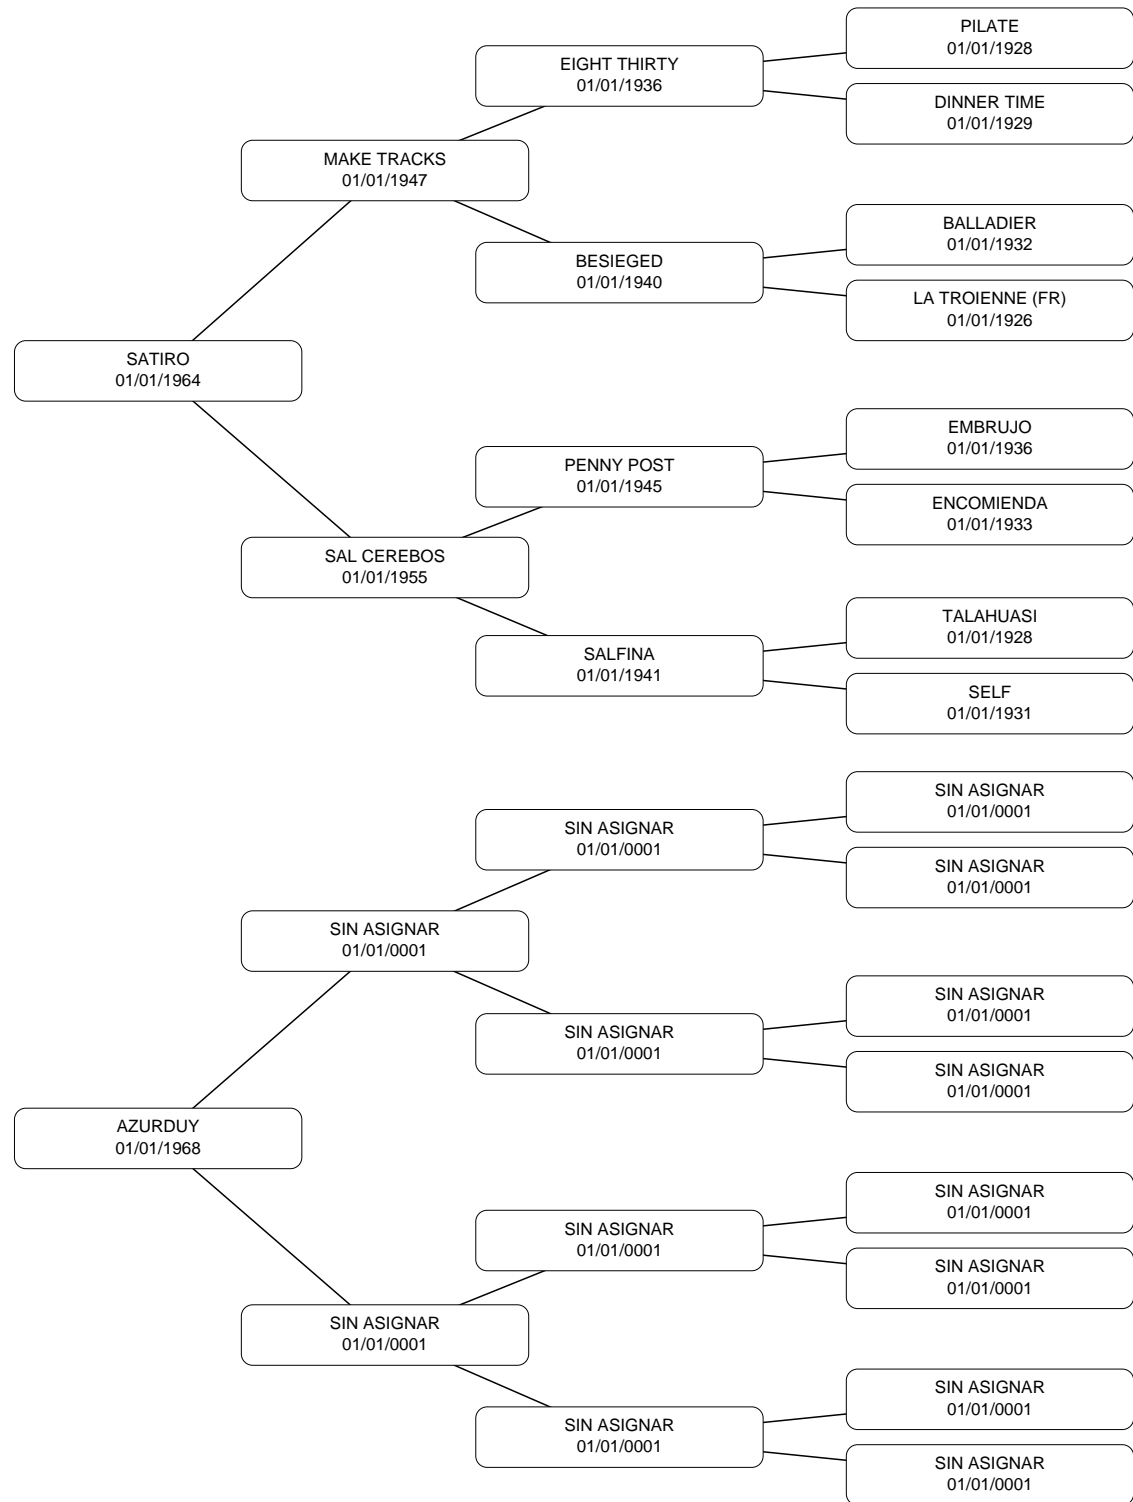 PILATE
01/01/1928
EIGHT THIRTY
01/01/1936
DINNER TIME
01/01/1929
MAKE TRACKS
01/01/1947
BALLADIER
01/01/1932
BESIEGED
01/01/1940
LA TROIENNE (FR)
01/01/1926
SATIRO
01/01/1964
EMBRUJO
01/01/1936
PENNY POST
01/01/1945
ENCOMIENDA
01/01/1933
SAL CEREBOS
01/01/1955
TALAHUASI
01/01/1928
SALFINA
01/01/1941
SELF
01/01/1931
SIN ASIGNAR
01/01/0001
SIN ASIGNAR
01/01/0001
SIN ASIGNAR
01/01/0001
SIN ASIGNAR
01/01/0001
SIN ASIGNAR
01/01/0001
SIN ASIGNAR
01/01/0001
SIN ASIGNAR
01/01/0001
AZURDUY
01/01/1968
SIN ASIGNAR
01/01/0001
SIN ASIGNAR
01/01/0001
SIN ASIGNAR
01/01/0001
SIN ASIGNAR
01/01/0001
SIN ASIGNAR
01/01/0001
SIN ASIGNAR
01/01/0001
SIN ASIGNAR
01/01/0001